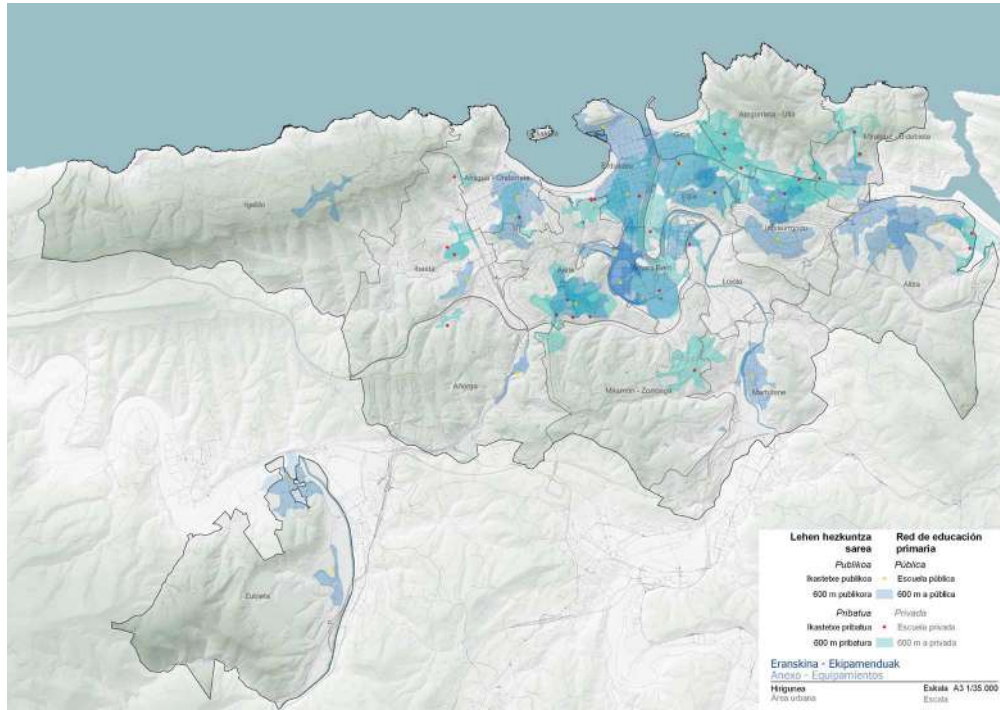 Igeldo
Ibaeta
Añorga
Zubieta
Antiguo - Ondarreta
Aiete
Egia
Loiola
Martutene
Miramón - Zorroaga
Altza
Ategorrieta - Ulia
Intxaurrondo
Lehen hezkuntza sarea
Red de educación primaria
Publikoa
Pública
Ikastetxe publikoa
Escuela pública
600 m publikora
600 m a pública
Pribatua
Privada
Ikastetxe pribatua
Escuela privada
600 m pribatura
600 m a privada
Eranskina - Ekipamenduak
Anexo - Equipamientos
Hirigunea
Área urbana
Eskala A3 1/35.000
Escala